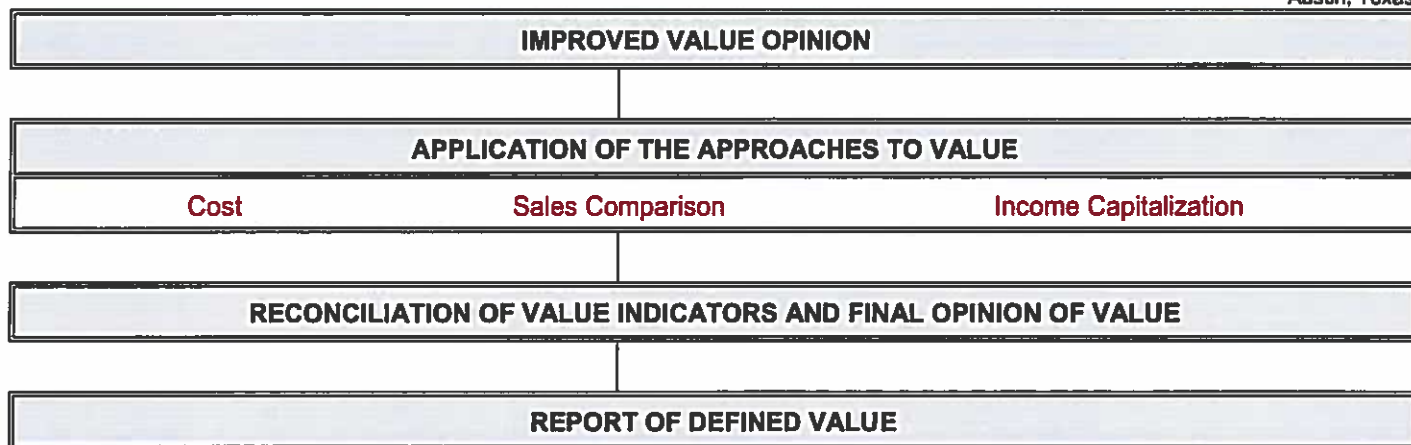 IMPROVED VALUE OPINION
APPLICATION OF THE APPROACHES TO VALUE
Cost Sales Comparison Income Capitalization
RECONCILIATION OF VALUE INDICATORS AND FINAL OPINION OF VALUE
REPORT OF DEFINED VALUE